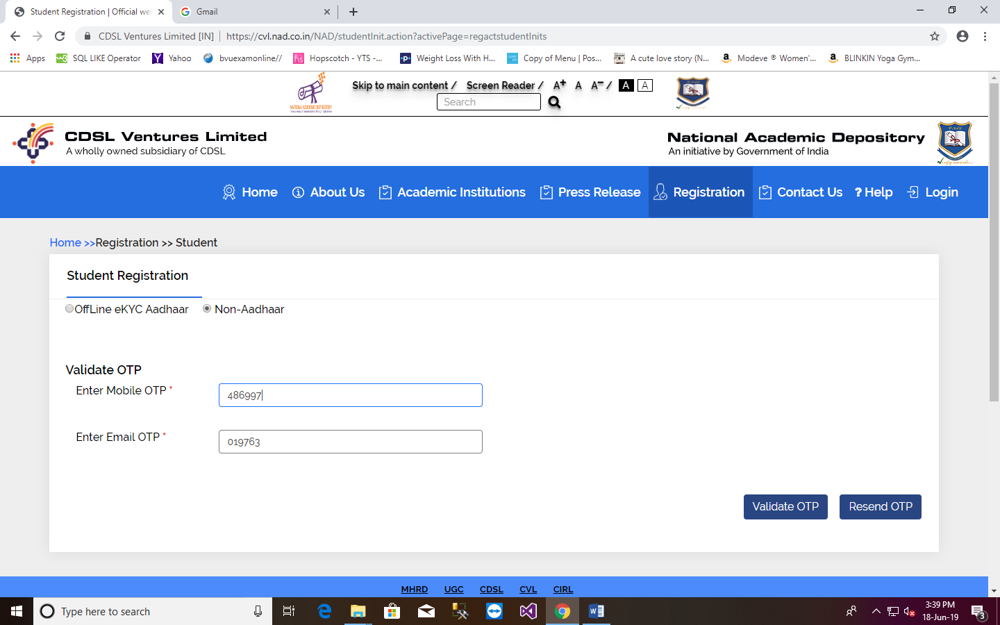 Student Registration | Official we
Gmail
CDSL Ventures Limited [IN] | https://cvl.nad.co.in/NAD/studentInit.action?activePage=regactstudentInits
Apps SQL LIKE Operator Yahoo bvuexamonline// Hopscotch - YTS -... Weight Loss With H... Copy of Menu | Pos... A cute love story (N... Modeve ® Women'... BLINKIN Yoga Gym...
Skip to main content / Screen Reader / A+ A A− / A A
NATIONAL ACADEMIC DEPOSITORY
Search
CDSL Ventures Limited
A wholly owned subsidiary of CDSL
National Academic Depository
An initiative by Government of India
Home About Us Academic Institutions Press Release Registration Contact Us ? Help Login
Home >>Registration >> Student
Student Registration
OffLine eKYC Aadhaar Non-Aadhaar
Validate OTP
Enter Mobile OTP * 486997
Enter Email OTP * 019763
Validate OTP Resend OTP
MHRD UGC CDSL CVL CIRL
Type here to search
3:39 PM
18-Jun-19
3